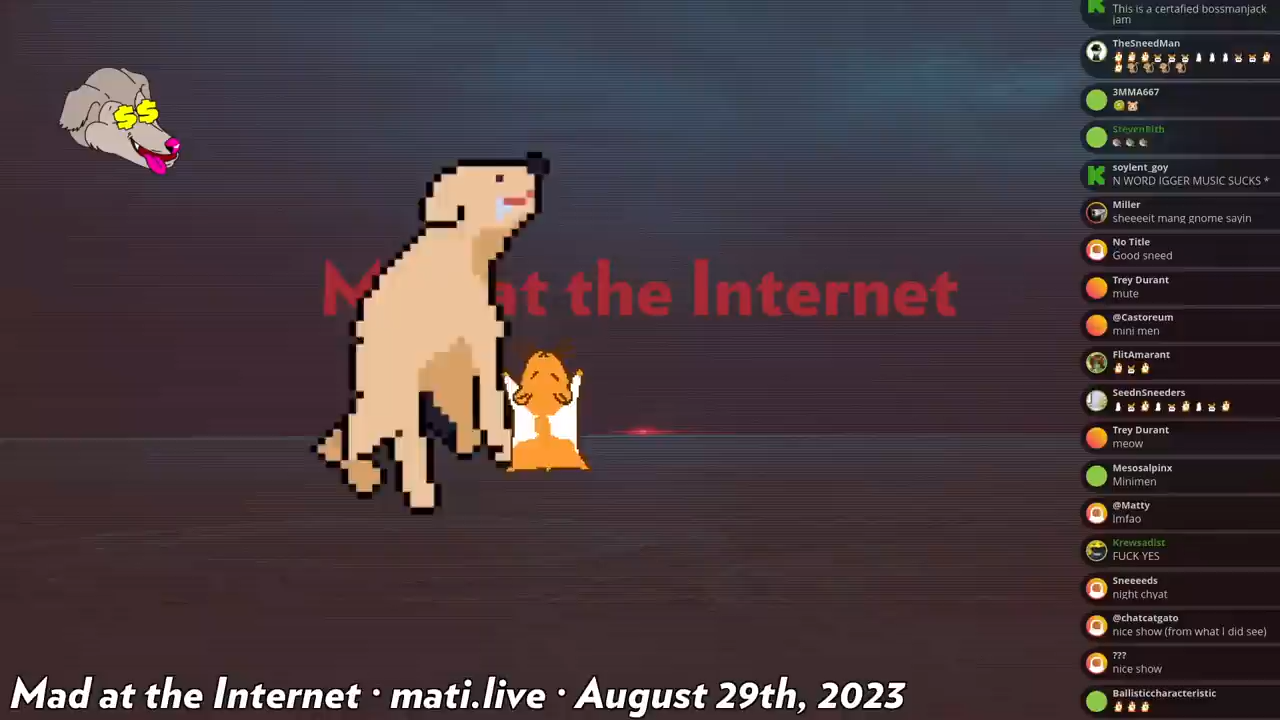 This is a certafied bossmanjack
jam
TheSneedMan
3MMA667
StevenBith
soylent_goy
N WORD IGGER MUSIC SUCKS *
Miller
sheeeeit mang gnome sayin
No Title
Good sneed
Trey Durant
mute
@Castoreum
mini men
FlitAmarant
SeednSneeders
Trey Durant
meow
Mesosalpinx
Minimen
@Matty
lmfao
Krewsadist
FUCK YES
Sneeeeds
night chyat
@chatcatgato
nice show (from what I did see)
???
nice show
Ballisticcharacteristic
$ $
at the Internet
Mad at the Internet · mati.live · August 29th, 2023